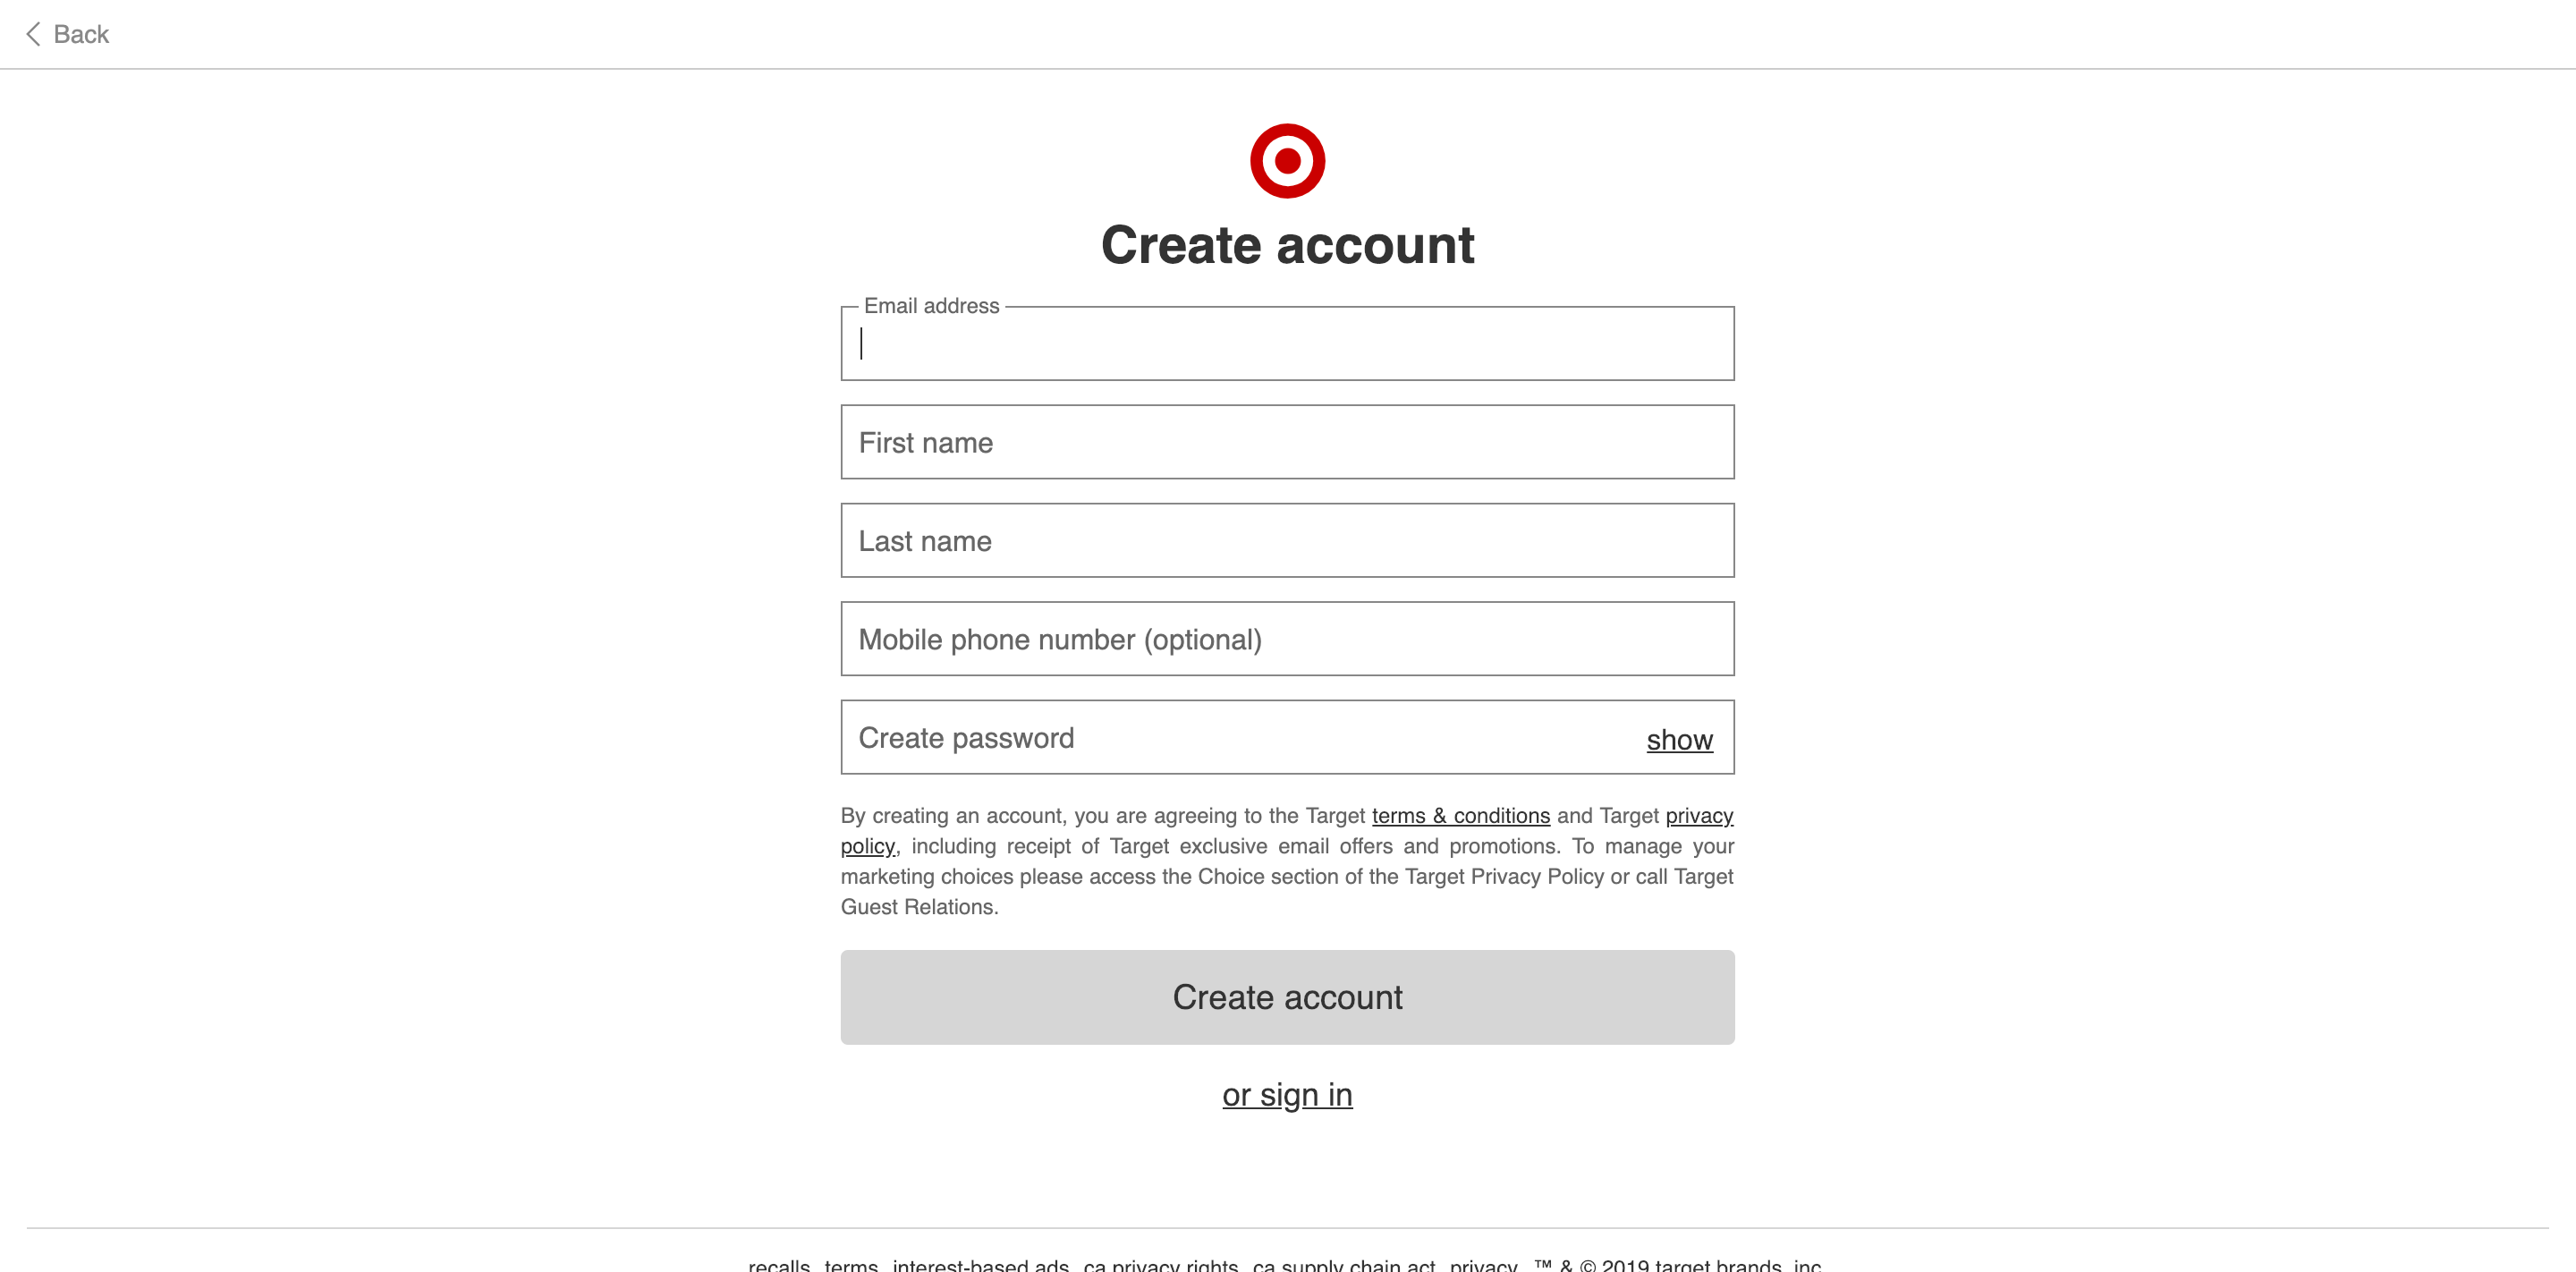 Back
Create account
Email address
First name
Last name
Mobile phone number (optional)
Create password
show
By creating an account, you are agreeing to the Target terms & conditions and Target privacy
policy, including receipt of Target exclusive email offers and promotions. To manage your
marketing choices please access the Choice section of the Target Privacy Policy or call Target
Guest Relations.
Create account
or sign in
recalls terms interest-based ads ca privacy rights ca supply chain act privacy ™ & © 2019 target brands, inc.